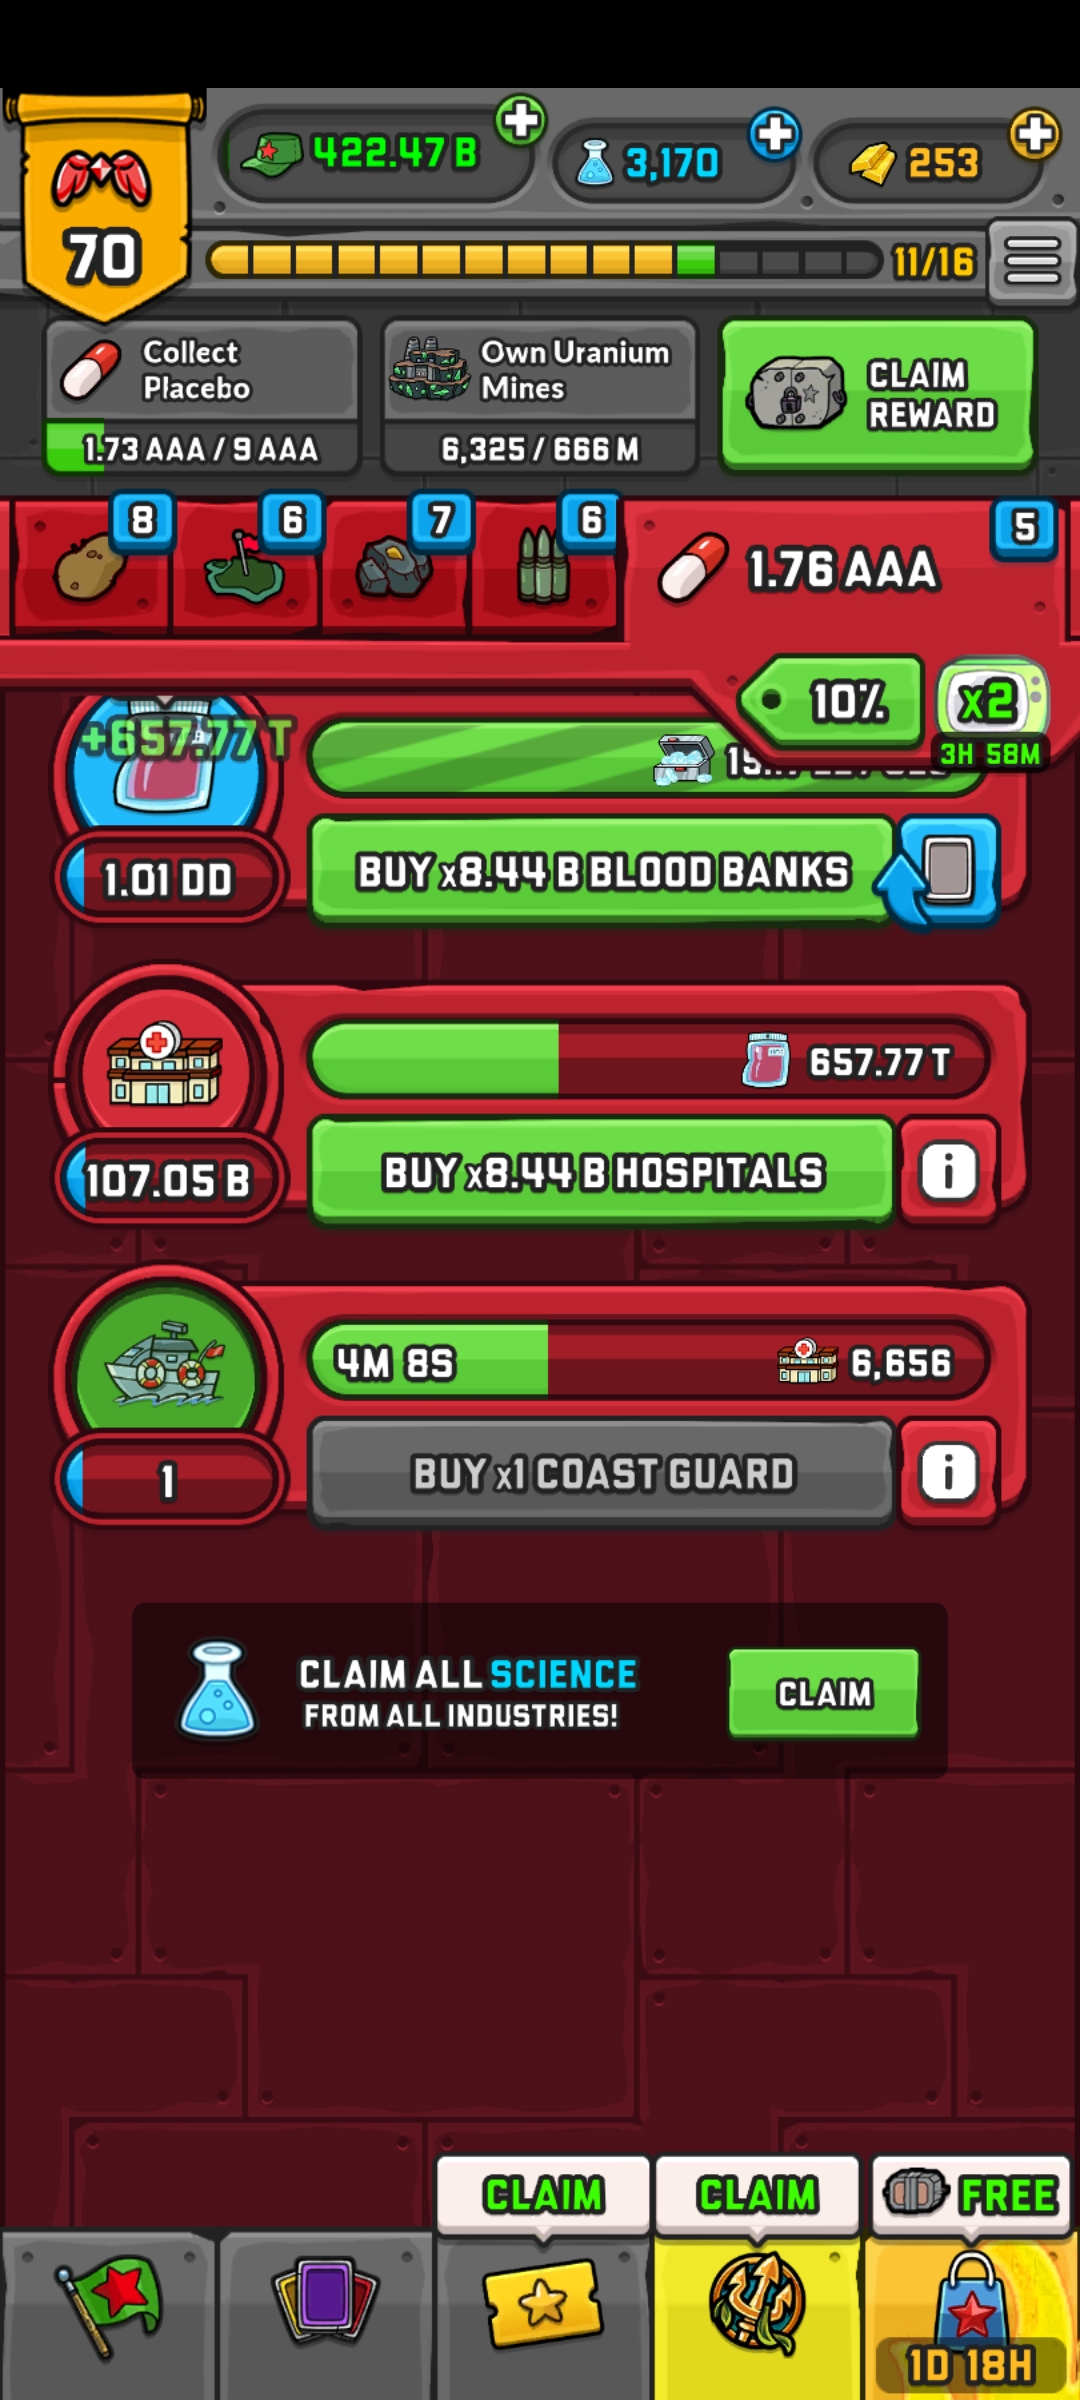 422.47 B
3,170
253
70
11/16
Collect
Placebo
1.73 AAA / 9 AAA
Own Uranium
Mines
6,325 / 666 M
CLAIM
REWARD
8
6
7
6
5
1.76 AAA
10%
x2
3H 58M
+657.77 T
1.01 DD
BUY x8.44 B BLOOD BANKS
657.77 T
107.05 B
BUY x8.44 B HOSPITALS
i
4M 8S
6,656
1
BUY x1 COAST GUARD
i
CLAIM ALL SCIENCE
FROM ALL INDUSTRIES!
CLAIM
CLAIM
CLAIM
FREE
1D 18H